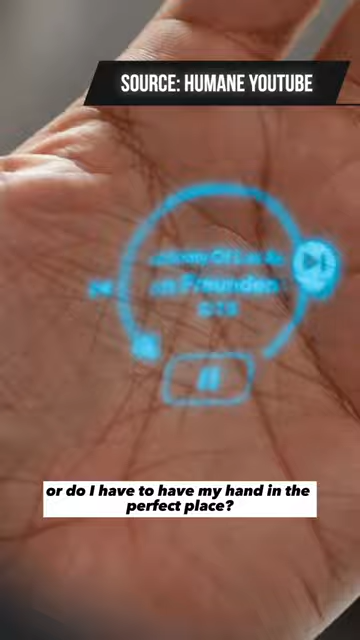 SOURCE: HUMANE YOUTUBE
or do I have to have my hand in the
perfect place?